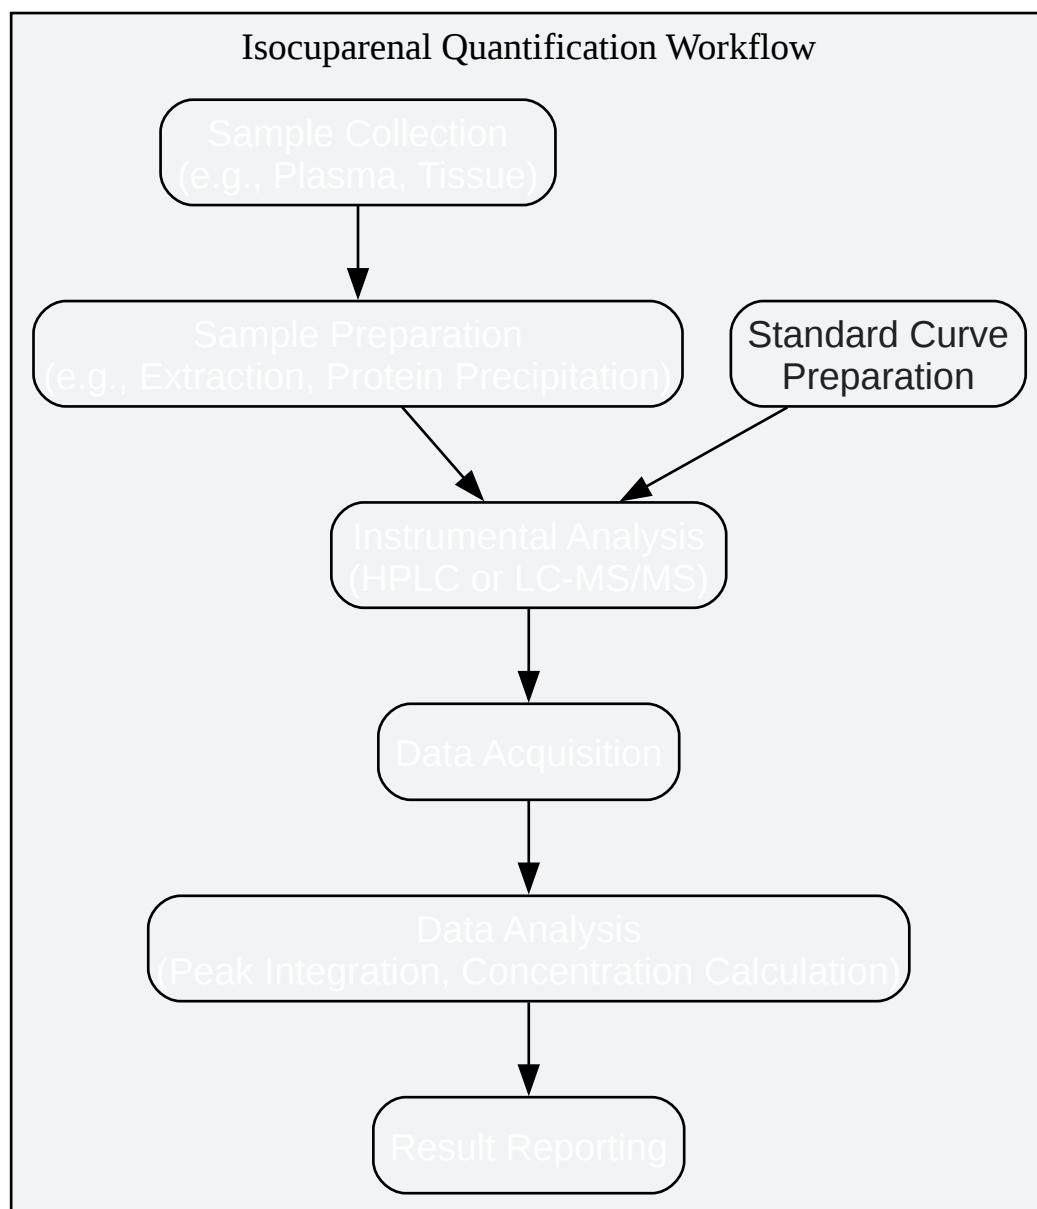 Isocuparenal Quantification Workflow
Sample Collection
(e.g., Plasma, Tissue)
Sample Preparation
(e.g., Extraction, Protein Precipitation)
Standard Curve
Preparation
Instrumental Analysis
(HPLC or LC-MS/MS)
Data Acquisition
Data Analysis
(Peak Integration, Concentration Calculation)
Result Reporting